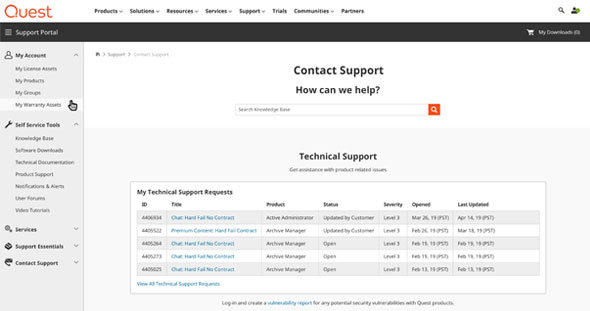 Quest
Products Solutions Resources Services Support Trials Communities Partners
Support Portal
My Downloads (0)
My Account
My License Assets
My Products
My Groups
My Warranty Assets
Self Service Tools
Knowledge Base
Software Downloads
Technical Documentation
Product Support
Notifications & Alerts
User Forums
Video Tutorials
Services
Support Essentials
Contact Support
> Support > Contact Support
Contact Support
How can we help?
Search Knowledge Base
Technical Support
Get assistance with product related issues
My Technical Support Requests
ID Title Product Status Severity Opened Last Updated
4406934 Chat: Hard Fail No Contract Active Administrator Updated by Customer Level 3 Mar 26, 19 (PST) Apr 14, 19 (PST)
4405522 Premium Content: Hard Fail Contract Archive Manager Updated by Customer Level 3 Feb 26, 19 (PST) Mar 18, 19 (PST)
4405264 Chat: Hard Fail No Contract Archive Manager Open Level 3 Feb 19, 19 (PST) Feb 19, 19 (PST)
4405273 Chat: Hard Fail No Contract Archive Manager Open Level 3 Feb 19, 19 (PST) Feb 19, 19 (PST)
4405025 Chat: Hard Fail No Contract Archive Manager Open Level 3 Feb 13, 19 (PST) Feb 13, 19 (PST)
View All Technical Support Requests
Log-in and create a vulnerability report for any potential security vulnerabilities with Quest products.